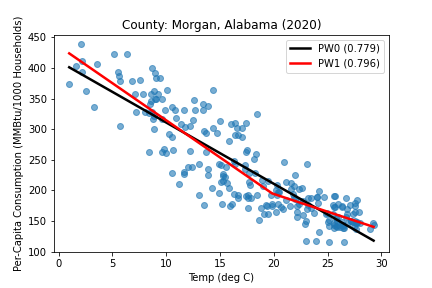 County: Morgan, Alabama (2020)
Per-Capita Consumption (MMBtu/1000 Households)
450
400
350
300
250
200
150
100
PW0 (0.779)
PW1 (0.796)
0 5 10 15 20 25 30
Temp (deg C)